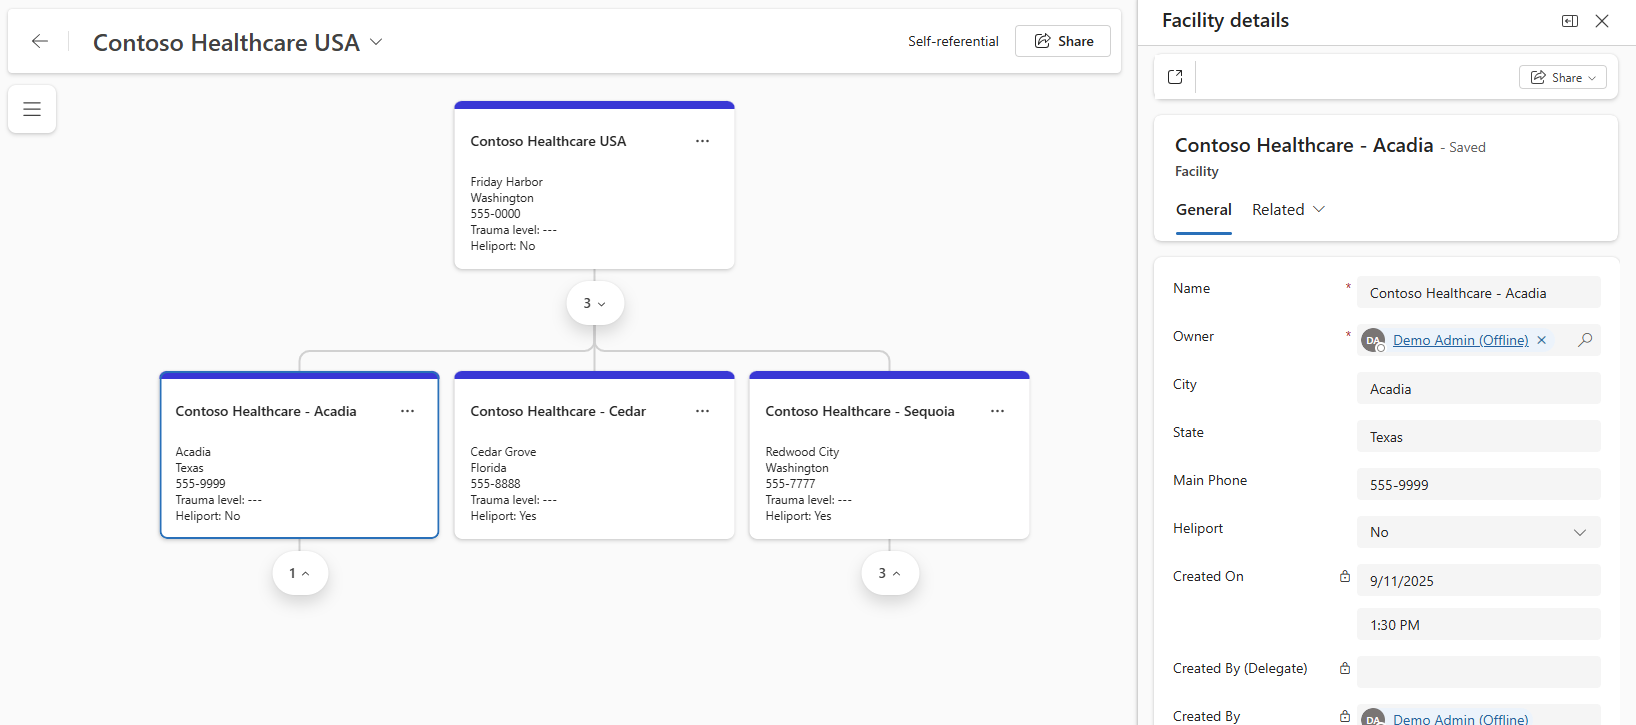 Contoso Healthcare USA
Self-referential
Share
Contoso Healthcare USA
Friday Harbor
Washington
555-0000
Trauma level: ---
Heliport: No
3
Contoso Healthcare - Acadia
Acadia
Texas
555-9999
Trauma level: ---
Heliport: No
1
Contoso Healthcare - Cedar
Cedar Grove
Florida
555-8888
Trauma level: ---
Heliport: Yes
Contoso Healthcare - Sequoia
Redwood City
Washington
555-7777
Trauma level: ---
Heliport: Yes
3
Facility details
Share
Contoso Healthcare - Acadia - Saved
Facility
General Related
Name * Contoso Healthcare - Acadia
Owner * DA Demo Admin (Offline)
City Acadia
State Texas
Main Phone 555-9999
Heliport No
Created On 9/11/2025
1:30 PM
Created By (Delegate)
Created By DA Demo Admin (Offline)